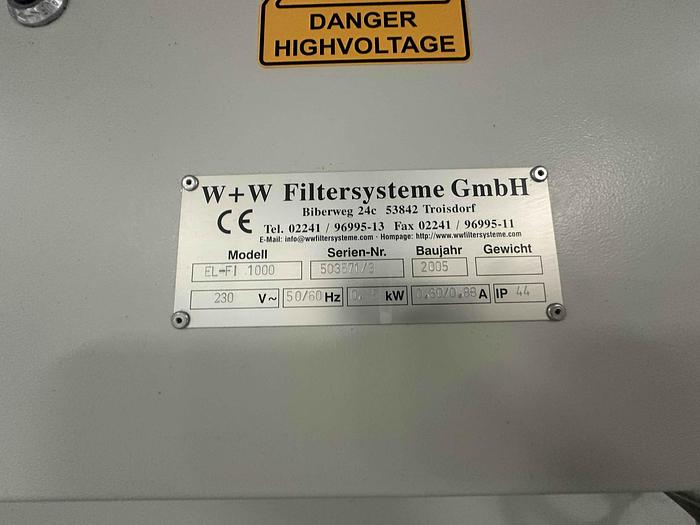 DANGER
HIGHVOLTAGE
W+W Filtersysteme GmbH
Biberweg 24c 53842 Troisdorf
CE Tel. 02241 / 96995-13 Fax 02241 / 96995-11
E-Mail: info@wwfiltersysteme.com · Hompage: http://www.wwfiltersysteme.com
Modell Serien-Nr. Baujahr Gewicht
EL-FI 1000 503571/3 2005
230 V~ 50/60 Hz kW A IP 44